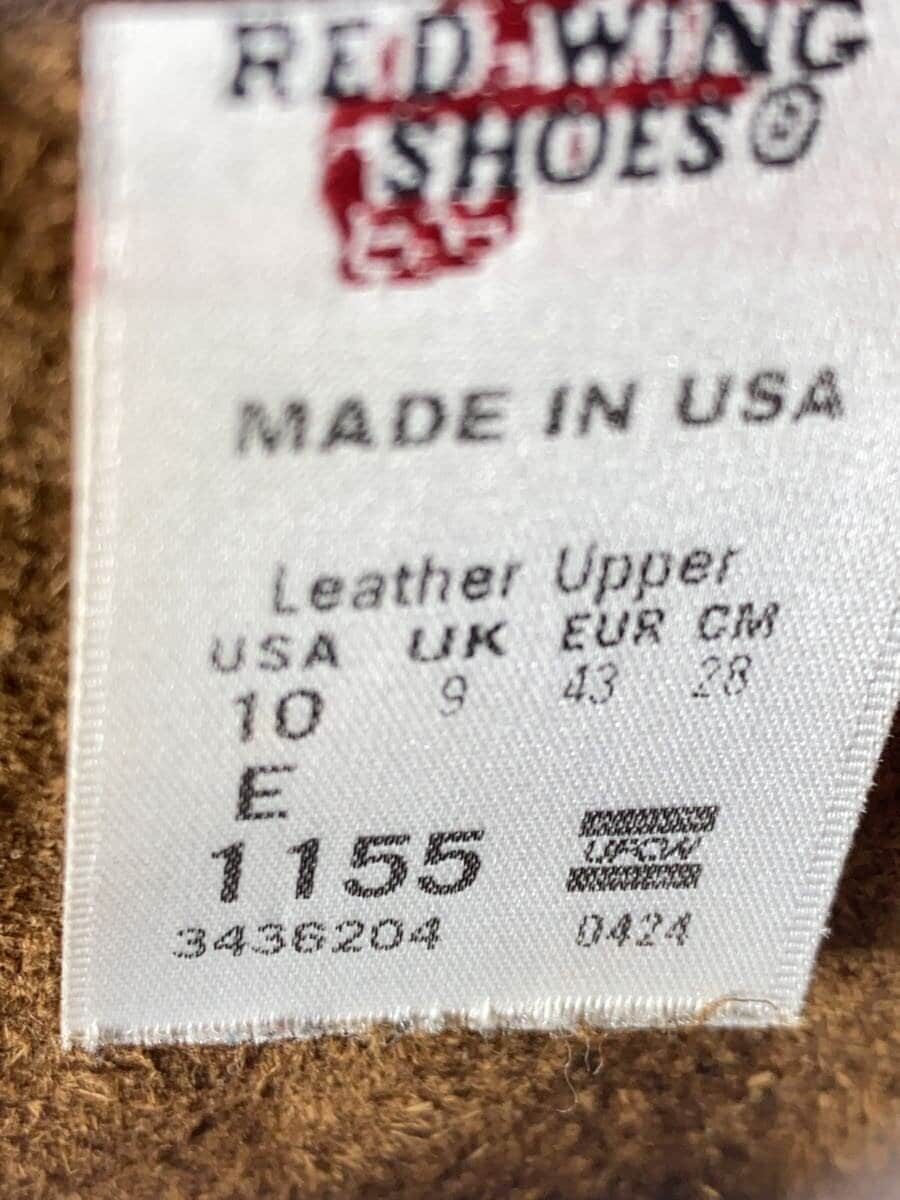 RED WING
SHOES®
MADE IN USA
Leather Upper
USA UK EUR CM
10 9 43 28
E
1155
UFCW
3436204 0424